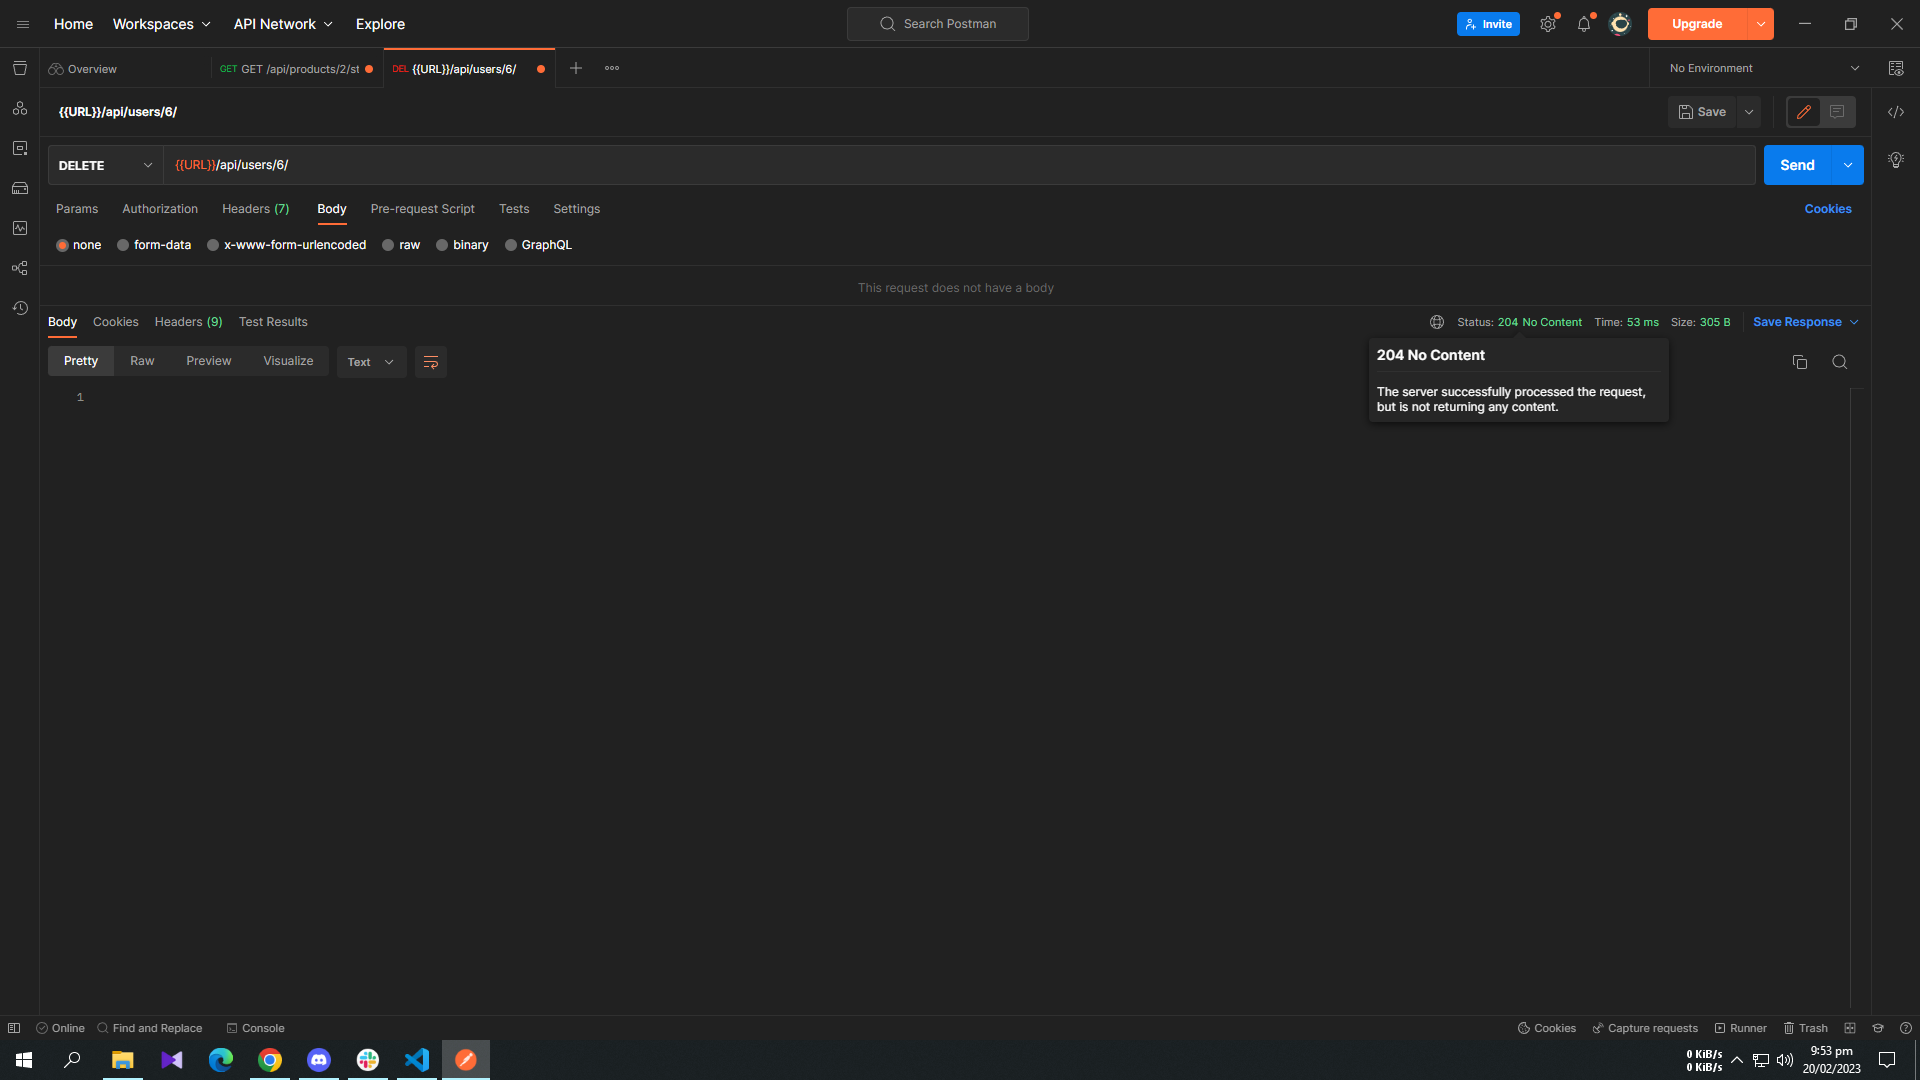 Home Workspaces API Network Explore Search Postman Invite Upgrade
Overview GET GET /api/products/2/st DEL {{URL}}/api/users/6/ No Environment
{{URL}}/api/users/6/ Save
DELETE {{URL}}/api/users/6/ Send
Params Authorization Headers (7) Body Pre-request Script Tests Settings Cookies
none form-data x-www-form-urlencoded raw binary GraphQL
This request does not have a body
Body Cookies Headers (9) Test Results Status: 204 No Content Time: 53 ms Size: 305 B Save Response
Pretty Raw Preview Visualize Text
204 No Content
The server successfully processed the request,
but is not returning any content.
1
Online Find and Replace Console Cookies Capture requests Runner Trash
0 KiB/s
0 KiB/s
9:53 pm
20/02/2023